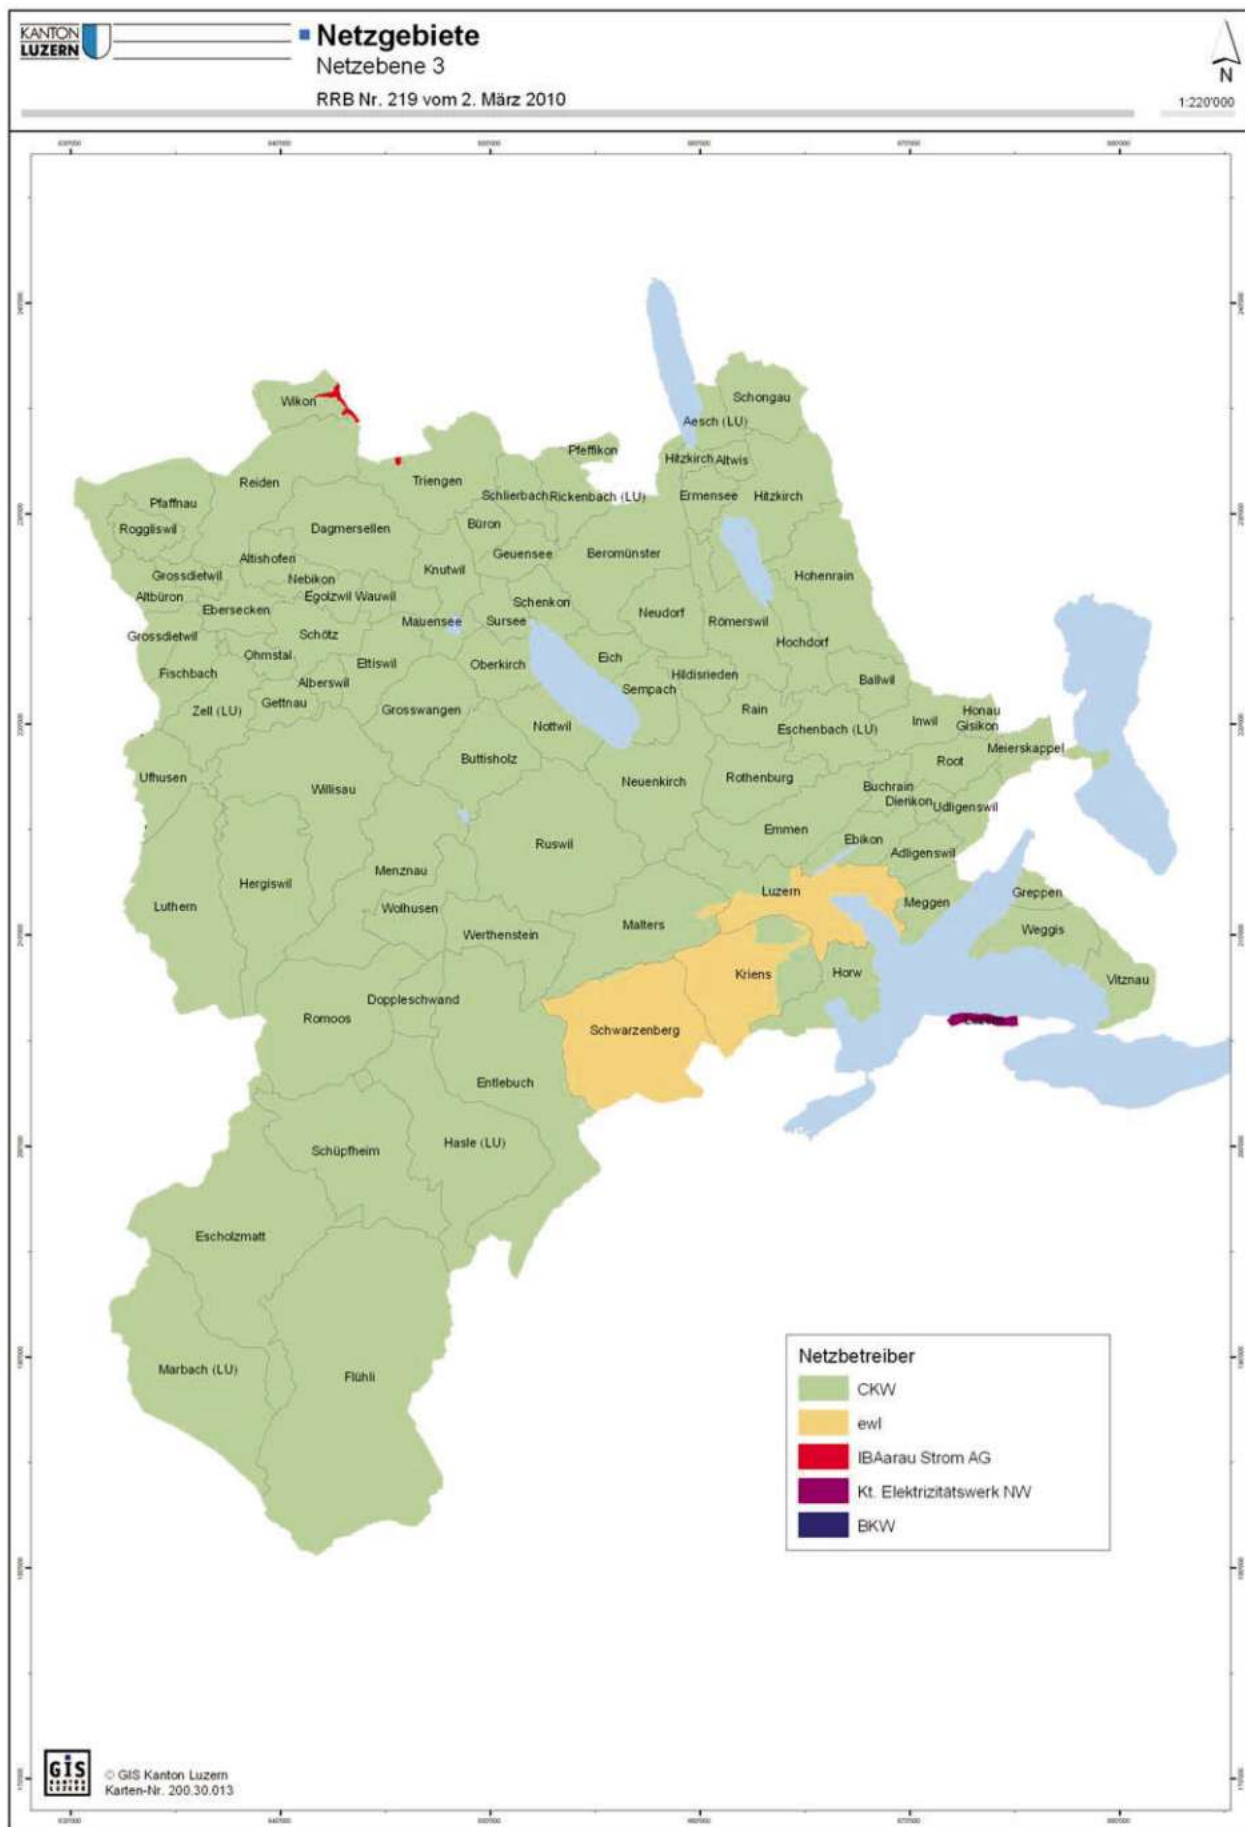 KANTON
LUZERN
Netzgebiete
Netzebene 3
RRB Nr. 219 vom 2. März 2010
N
1:220'000
Schongau
Wikon
Aesch (LU)
Pfeffikon
Hitzkirch Altwis
Reiden
Triengen
Schlierbach Rickenbach (LU)
Ermensee
Hitzkirch
Pfaffnau
Roggliswil
Dagmersellen
Büron
Altishofen
Geuensee
Beromünster
Grossdietwil
Nebikon
Knutwil
Hohenrain
Altbüron
Ebersecken
Egolzwil Wauwil
Schenkon
Neudorf
Grossdietwil
Schötz
Mauensee
Sursee
Römerswil
Hochdorf
Fischbach
Ohmstal
Ettiswil
Oberkirch
Eich
Hildisrieden
Ballwil
Alberswil
Sempach
Zell (LU)
Gettnau
Grosswangen
Nottwil
Rain
Eschenbach (LU)
Inwil
Honau
Gisikon
Meierskappel
Ufhusen
Willisau
Buttisholz
Neuenkirch
Rothenburg
Root
Buchrain
Dierikon
Udligenswil
Emmen
Ebikon
Adligenswil
Ruswil
Menznau
Hergiswil
Luzern
Meggen
Greppen
Luthern
Wolhusen
Werthenstein
Malters
Weggis
Kriens
Horw
Vitznau
Doppleschwand
Romoos
Schwarzenberg
Entlebuch
Schüpfheim
Hasle (LU)
Escholzmatt
Marbach (LU)
Flühli
Netzbetreiber
CKW
ewl
IBAarau Strom AG
Kt. Elektrizitätswerk NW
BKW
GIS
KANTON
LUZERN
© GIS Kanton Luzern
Karten-Nr. 200.30.013